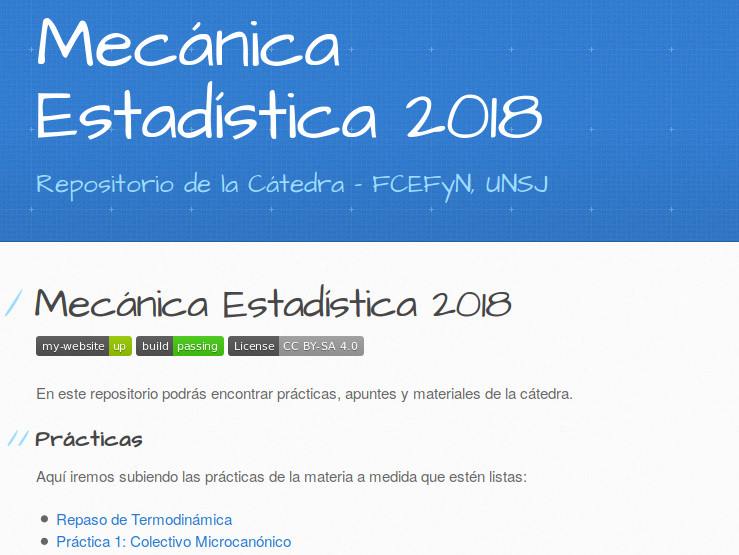 Mecánica
Estadística 2018
Repositorio de la Cátedra - FCEFyN, UNSJ
/ Mecánica Estadística 2018
my-website up build passing License CC BY-SA 4.0
En este repositorio podrás encontrar prácticas, apuntes y materiales de la cátedra.
// Prácticas
Aquí iremos subiendo las prácticas de la materia a medida que estén listas:
Repaso de Termodinámica
Práctica 1: Colectivo Microcanónico